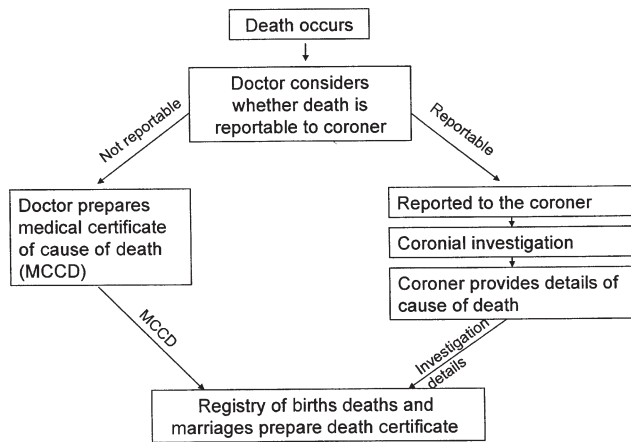 Death occurs
Doctor considers
whether death is
reportable to coroner
Not reportable
Reportable
Doctor prepares
medical certificate
of cause of death
(MCCD)
Reported to the coroner
Coronial investigation
Coroner provides details of
cause of death
MCCD
Investigation
details
Registry of births deaths and
marriages prepare death certificate